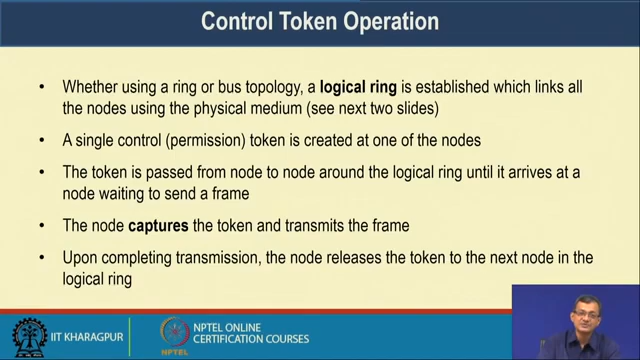 Control Token Operation
• Whether using a ring or bus topology, a logical ring is established which links all
the nodes using the physical medium (see next two slides)
• A single control (permission) token is created at one of the nodes
• The token is passed from node to node around the logical ring until it arrives at a
node waiting to send a frame
• The node captures the token and transmits the frame
• Upon completing transmission, the node releases the token to the next node in the
logical ring
IIT KHARAGPUR
NPTEL
NPTEL ONLINE
CERTIFICATION COURSES